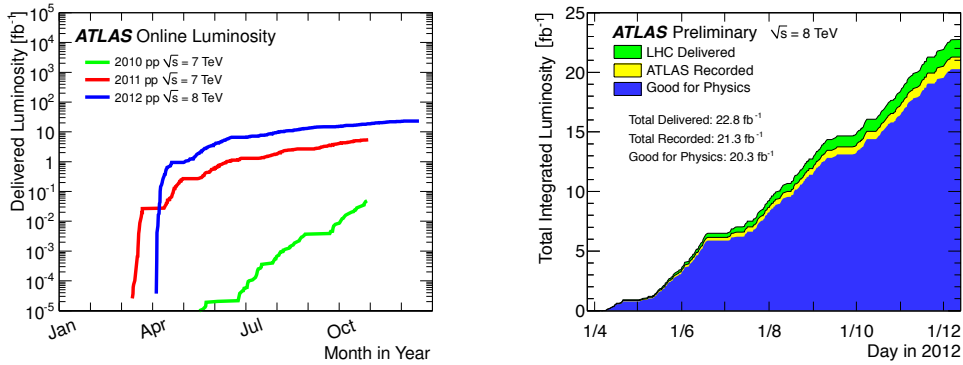 ATLAS Online Luminosity
2010 pp √s = 7 TeV
2011 pp √s = 7 TeV
2012 pp √s = 8 TeV
Delivered Luminosity [fb⁻¹]
10⁵
10⁴
10³
10²
10
1
10⁻¹
10⁻²
10⁻³
10⁻⁴
10⁻⁵
Jan Apr Jul Oct
Month in Year
ATLAS Preliminary √s = 8 TeV
LHC Delivered
ATLAS Recorded
Good for Physics
Total Delivered: 22.8 fb⁻¹
Total Recorded: 21.3 fb⁻¹
Good for Physics: 20.3 fb⁻¹
Total Integrated Luminosity [fb⁻¹]
25
20
15
10
5
0
1/4 1/6 1/8 1/10 1/12
Day in 2012